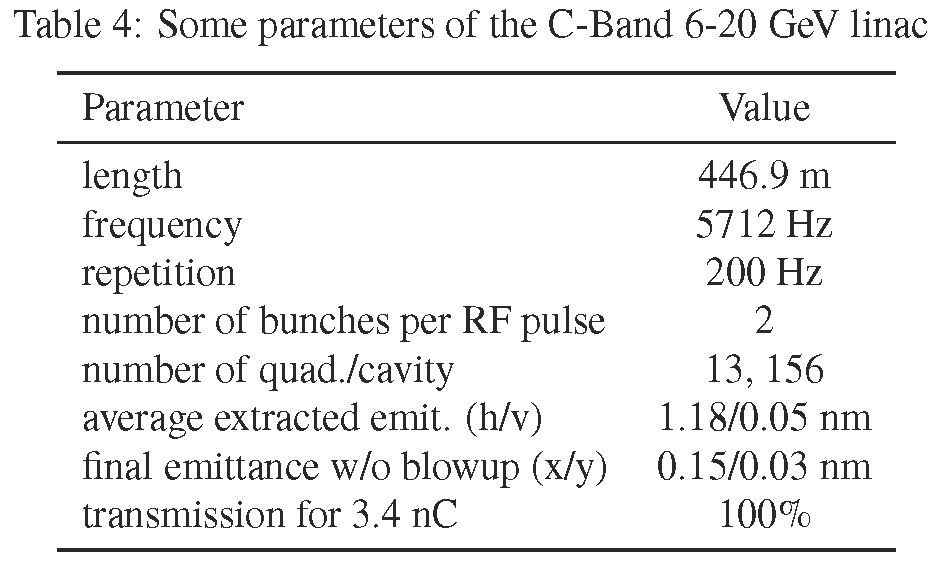 Table 4: Some parameters of the C-Band 6-20 GeV linac
Parameter Value
length 446.9 m
frequency 5712 Hz
repetition 200 Hz
number of bunches per RF pulse 2
number of quad./cavity 13, 156
average extracted emit. (h/v) 1.18/0.05 nm
final emittance w/o blowup (x/y) 0.15/0.03 nm
transmission for 3.4 nC 100%